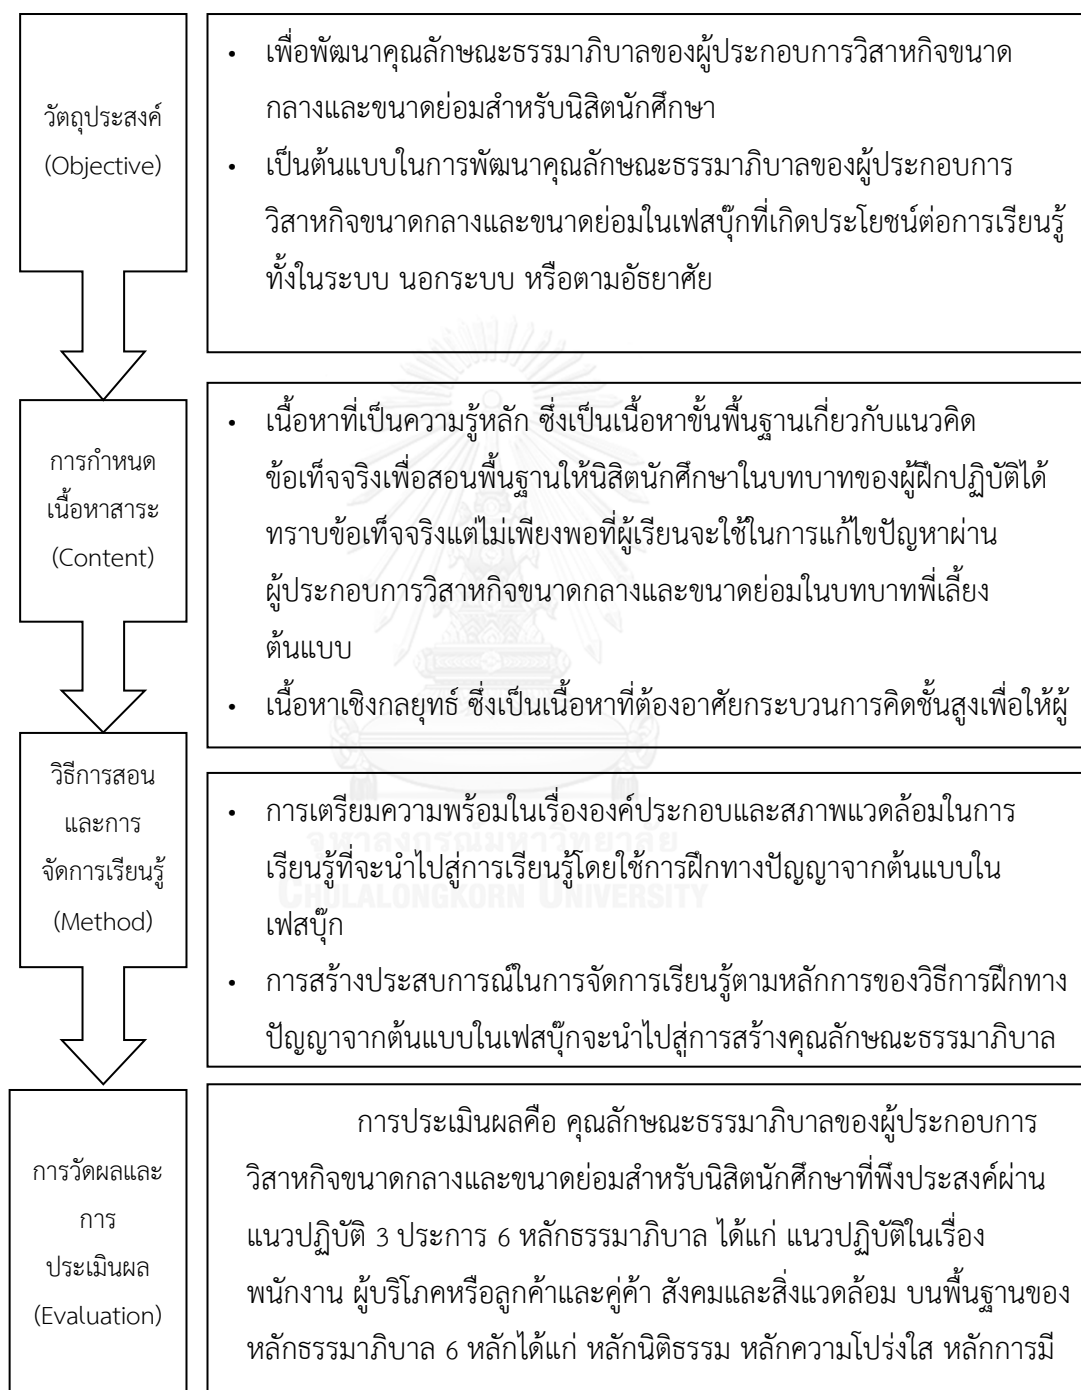 วัตถุประสงค์
(Objective)
• เพื่อพัฒนาคุณลักษณะธรรมาภิบาลของผู้ประกอบการวิสาหกิจขนาด
กลางและขนาดย่อมสำหรับนิสิตนักศึกษา
• เป็นต้นแบบในการพัฒนาคุณลักษณะธรรมาภิบาลของผู้ประกอบการ
วิสาหกิจขนาดกลางและขนาดย่อมในเฟสบุ๊กที่เกิดประโยชน์ต่อการเรียนรู้
ทั้งในระบบ นอกระบบ หรือตามอัธยาศัย
การกำหนด
เนื้อหาสาระ
(Content)
• เนื้อหาที่เป็นความรู้หลัก ซึ่งเป็นเนื้อหาขั้นพื้นฐานเกี่ยวกับแนวคิด
ข้อเท็จจริงเพื่อสอนพื้นฐานให้นิสิตนักศึกษาในบทบาทของผู้ฝึกปฏิบัติได้
ทราบข้อเท็จจริงแต่ไม่เพียงพอที่ผู้เรียนจะใช้ในการแก้ไขปัญหาผ่าน
ผู้ประกอบการวิสาหกิจขนาดกลางและขนาดย่อมในบทบาทพี่เลี้ยง
ต้นแบบ
• เนื้อหาเชิงกลยุทธ์ ซึ่งเป็นเนื้อหาที่ต้องอาศัยกระบวนการคิดชั้นสูงเพื่อให้ผู้
วิธีการสอน
และการ
จัดการเรียนรู้
(Method)
• การเตรียมความพร้อมในเรื่ององค์ประกอบและสภาพแวดล้อมในการ
เรียนรู้ที่จะนำไปสู่การเรียนรู้โดยใช้การฝึกทางปัญญาจากต้นแบบใน
เฟสบุ๊ก
• การสร้างประสบการณ์ในการจัดการเรียนรู้ตามหลักการของวิธีการฝึกทาง
ปัญญาจากต้นแบบในเฟสบุ๊กจะนำไปสู่การสร้างคุณลักษณะธรรมาภิบาล
จุฬาลงกรณ์มหาวิทยาลัย
CHULALONGKORN UNIVERSITY
การวัดผลและ
การ
ประเมินผล
(Evaluation)
การประเมินผลคือ คุณลักษณะธรรมาภิบาลของผู้ประกอบการ
วิสาหกิจขนาดกลางและขนาดย่อมสำหรับนิสิตนักศึกษาที่พึงประสงค์ผ่าน
แนวปฏิบัติ 3 ประการ 6 หลักธรรมาภิบาล ได้แก่ แนวปฏิบัติในเรื่อง
พนักงาน ผู้บริโภคหรือลูกค้าและคู่ค้า สังคมและสิ่งแวดล้อม บนพื้นฐานของ
หลักธรรมาภิบาล 6 หลักได้แก่ หลักนิติธรรม หลักความโปร่งใส หลักการมี